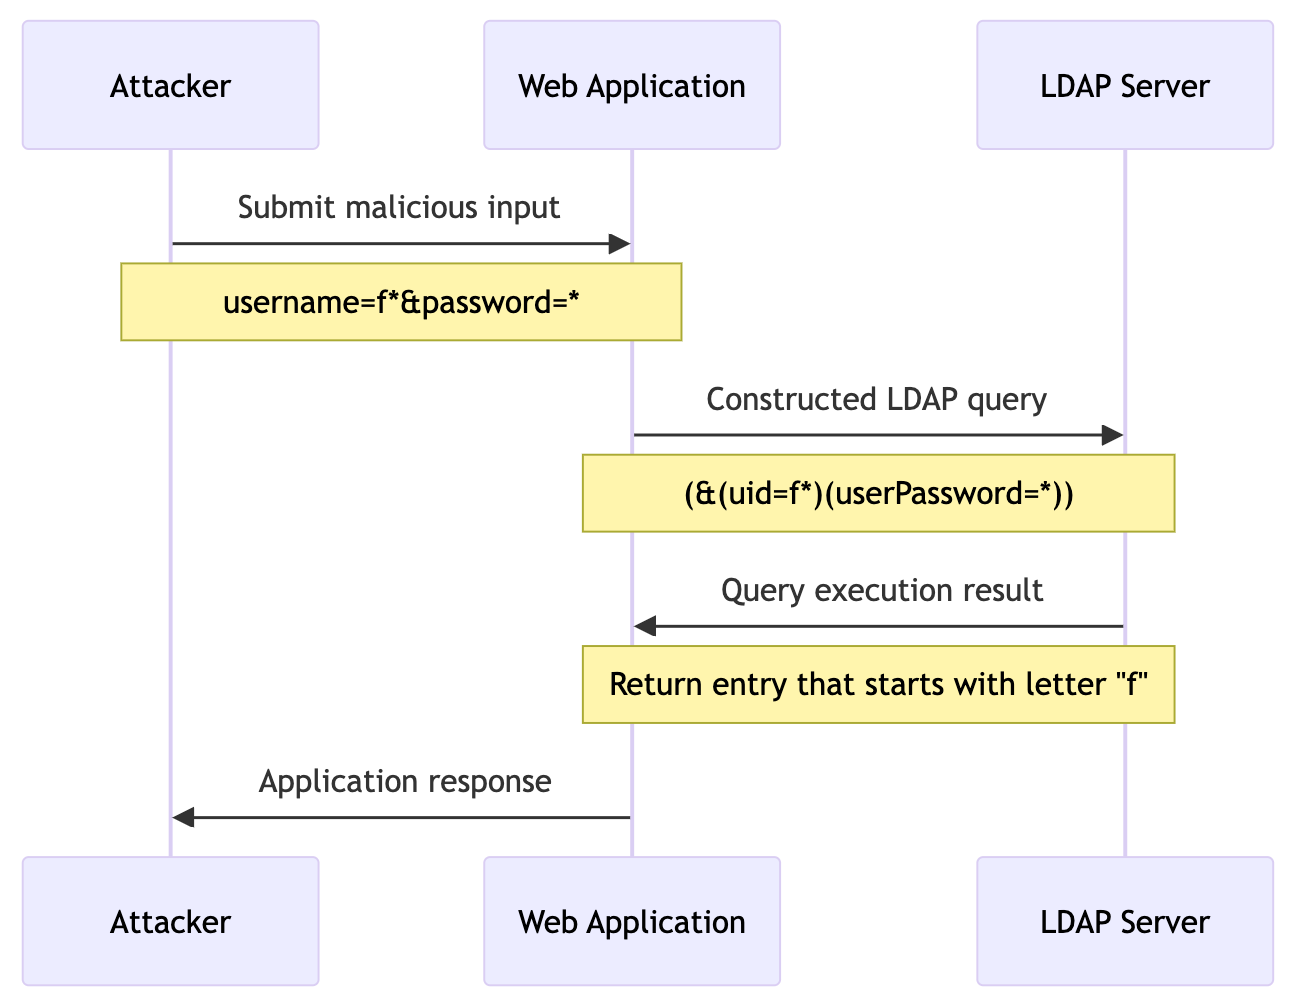 Attacker
Web Application
LDAP Server
Submit malicious input
username=f*&password=*
Constructed LDAP query
(&(uid=f*)(userPassword=*))
Query execution result
Return entry that starts with letter "f"
Application response
Attacker
Web Application
LDAP Server